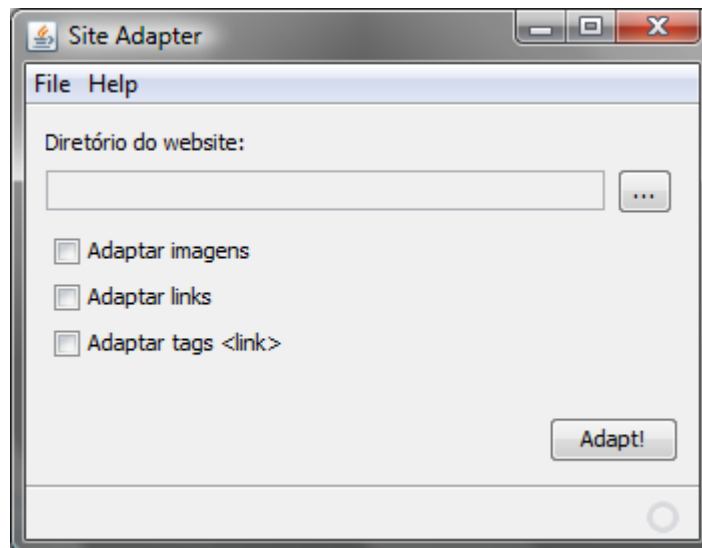 Site Adapter
File Help
Diretório do website:
...
Adaptar imagens
Adaptar links
Adaptar tags <link>
Adapt!